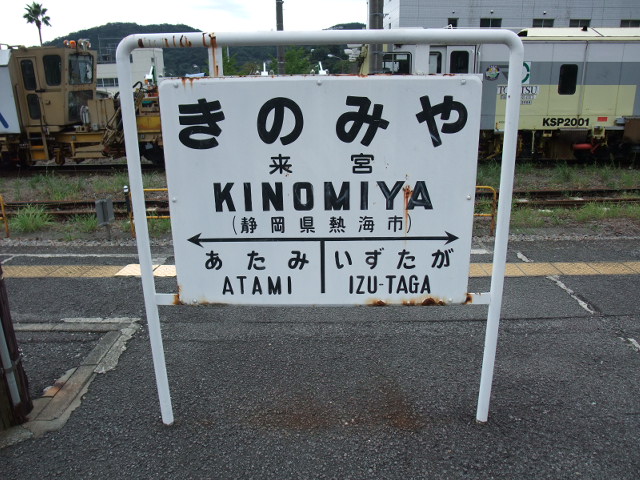 きのみや
来宮
KINOMIYA
(静岡県熱海市)
あたみ いずたが
ATAMI IZU-TAGA
KSP2001